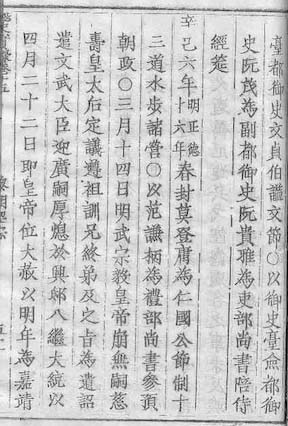 臺都御史文貞伯謚文節○以御史臺僉都御
史阮茂為副都御史阮貴雅為吏部尚書陪侍
經筵
辛巳六年明正德十六年春封莫登庸為仁國公節制十
三道水步諸營○以范謙柄為禮部尚書參預
朝政○三月十四日明武宗毅皇帝崩無嗣慈
壽皇太后定議遵祖訓兄終弟及之旨為遺詔
遣文武大臣迎廣嗣厚熜於興邸入繼大統以
四月二十二日即皇帝位大赦以明年為嘉靖